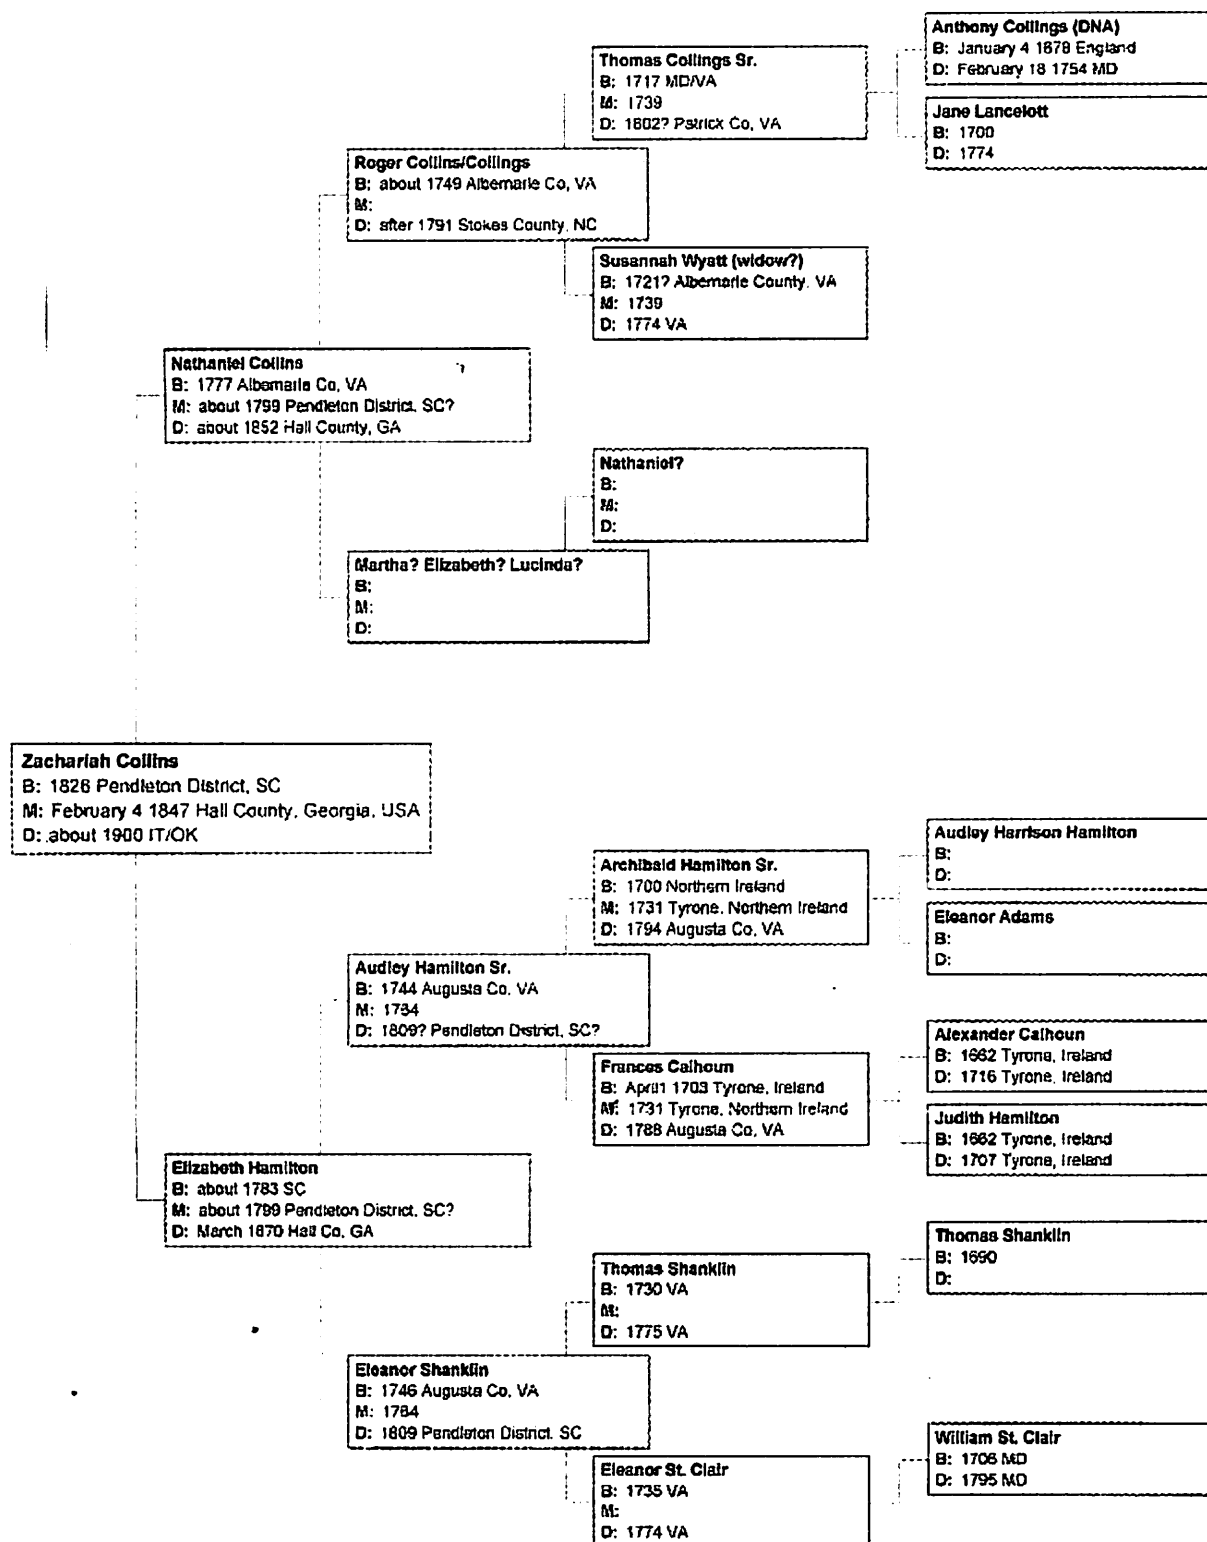 Anthony Collings (DNA)
B: January 4 1678 England
D: February 18 1754 MD
Thomas Collings Sr.
B: 1717 MD/VA
M: 1739
D: 1802? Patrick Co, VA
Jane Lancelott
B: 1700
D: 1774
Roger Collins/Collings
B: about 1749 Albemarle Co, VA
M:
D: after 1791 Stokes County, NC
Susannah Wyatt (widow?)
B: 1721? Albemarle County, VA
M: 1739
D: 1774 VA
Nathaniel Collins
B: 1777 Albemarle Co, VA
M: about 1799 Pendleton District, SC?
D: about 1852 Hall County, GA
Nathaniel?
B:
M:
D:
Martha? Elizabeth? Lucinda?
B:
M:
D:
Zachariah Collins
B: 1826 Pendleton District, SC
M: February 4 1847 Hall County, Georgia, USA
D: about 1900 IT/OK
Audley Harrison Hamilton
B:
D:
Archibald Hamilton Sr.
B: 1700 Northern Ireland
M: 1731 Tyrone, Northern Ireland
D: 1794 Augusta Co, VA
Eleanor Adams
B:
D:
Audley Hamilton Sr.
B: 1744 Augusta Co, VA
M: 1764
D: 1809? Pendleton District, SC?
Alexander Calhoun
B: 1662 Tyrone, Ireland
D: 1716 Tyrone, Ireland
Frances Calhoun
B: April1 1703 Tyrone, Ireland
M: 1731 Tyrone, Northern Ireland
D: 1788 Augusta Co, VA
Judith Hamilton
B: 1662 Tyrone, Ireland
D: 1707 Tyrone, Ireland
Elizabeth Hamilton
B: about 1783 SC
M: about 1799 Pendleton District, SC?
D: March 1870 Hall Co, GA
Thomas Shanklin
B: 1690
D:
Thomas Shanklin
B: 1730 VA
M:
D: 1775 VA
Eleanor Shanklin
B: 1746 Augusta Co, VA
M: 1764
D: 1809 Pendleton District, SC
William St. Clair
B: 1706 MD
D: 1795 MD
Eleanor St. Clair
B: 1735 VA
M:
D: 1774 VA